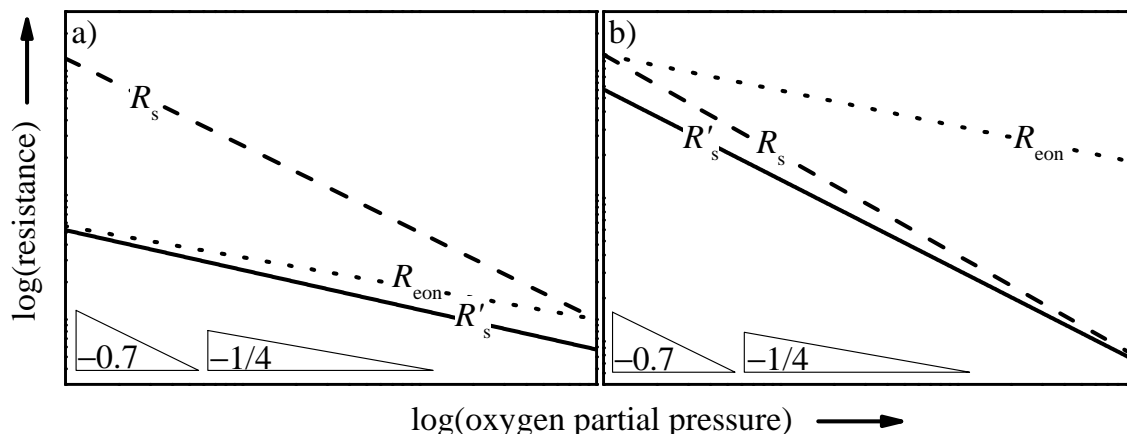 a)
R_s
R_eon
R'_s
−0.7
−1/4
b)
R'_s
R_s
R_eon
−0.7
−1/4
log(resistance)
log(oxygen partial pressure)